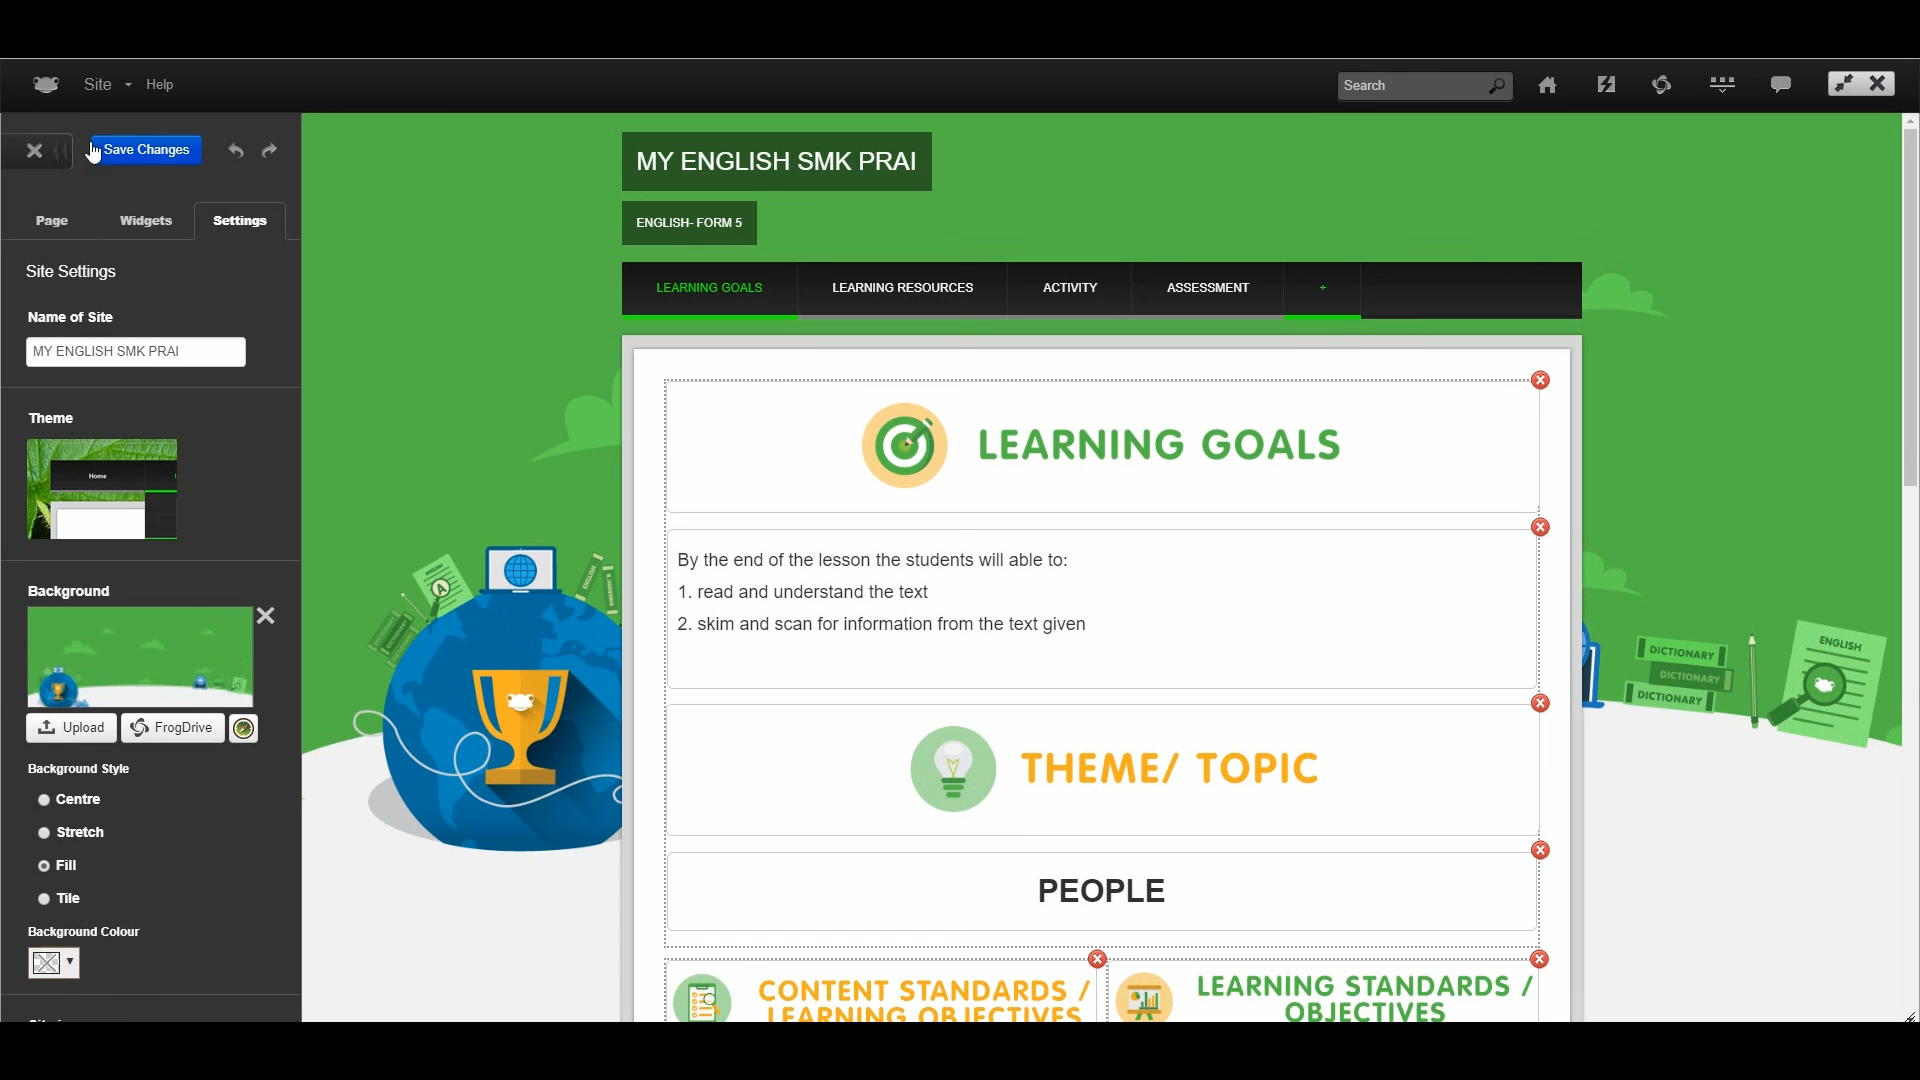 Site
Help
Search
Save Changes
Page
Widgets
Settings
Site Settings
Name of Site
MY ENGLISH SMK PRAI
Theme
Home
Background
Upload
FrogDrive
Background Style
Centre
Stretch
Fill
Tile
Background Colour
MY ENGLISH SMK PRAI
ENGLISH- FORM 5
LEARNING GOALS
LEARNING RESOURCES
ACTIVITY
ASSESSMENT
+
LEARNING GOALS
By the end of the lesson the students will able to:
1. read and understand the text
2. skim and scan for information from the text given
THEME/ TOPIC
PEOPLE
CONTENT STANDARDS /
LEARNING OBJECTIVES
LEARNING STANDARDS /
OBJECTIVES
A
ENGLISH
DICTIONARY
DICTIONARY
DICTIONARY
ENGLISH